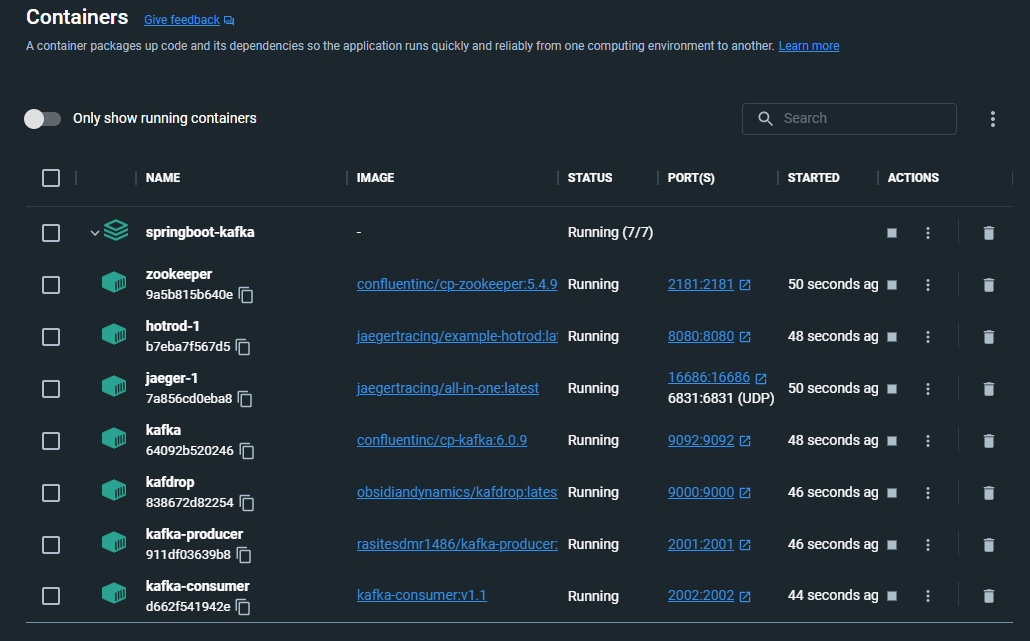 Containers Give feedback
A container packages up code and its dependencies so the application runs quickly and reliably from one computing environment to another. Learn more
Only show running containers
Search
NAME IMAGE STATUS PORT(S) STARTED ACTIONS
springboot-kafka - Running (7/7)
zookeeper
9a5b815b640e confluentinc/cp-zookeeper:5.4.9 Running 2181:2181 50 seconds ag
hotrod-1
b7eba7f567d5 jaegertracing/example-hotrod:la Running 8080:8080 48 seconds ag
jaeger-1
7a856cd0eba8 jaegertracing/all-in-one:latest Running 16686:16686 50 seconds ag
6831:6831 (UDP)
kafka
64092b520246 confluentinc/cp-kafka:6.0.9 Running 9092:9092 48 seconds ag
kafdrop
838672d82254 obsidiandynamics/kafdrop:lates Running 9000:9000 46 seconds ag
kafka-producer
911df03639b8 rasitesdmr1486/kafka-producer: Running 2001:2001 46 seconds ag
kafka-consumer
d662f541942e kafka-consumer:v1.1 Running 2002:2002 44 seconds ag